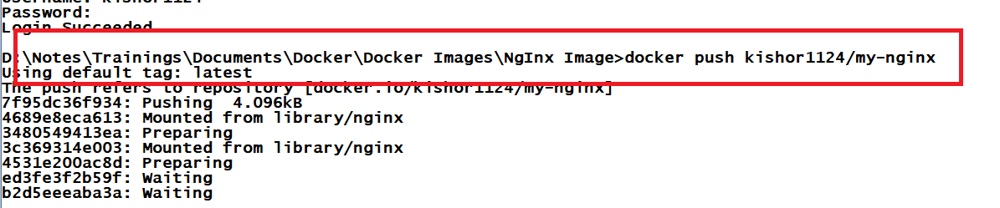 Username: kishor1124
Password:
Login Succeeded
D:\Notes\Trainings\Documents\Docker\Docker Images\NgInx Image>docker push kishor1124/my-nginx
Using default tag: latest
The push refers to repository [docker.io/kishor1124/my-nginx]
7f95dc36f934: Pushing  4.096kB
4689e8eca613: Mounted from library/nginx
3480549413ea: Preparing
3c369314e003: Mounted from library/nginx
4531e200ac8d: Preparing
ed3fe3f2b59f: Waiting
b2d5eeeaba3a: Waiting